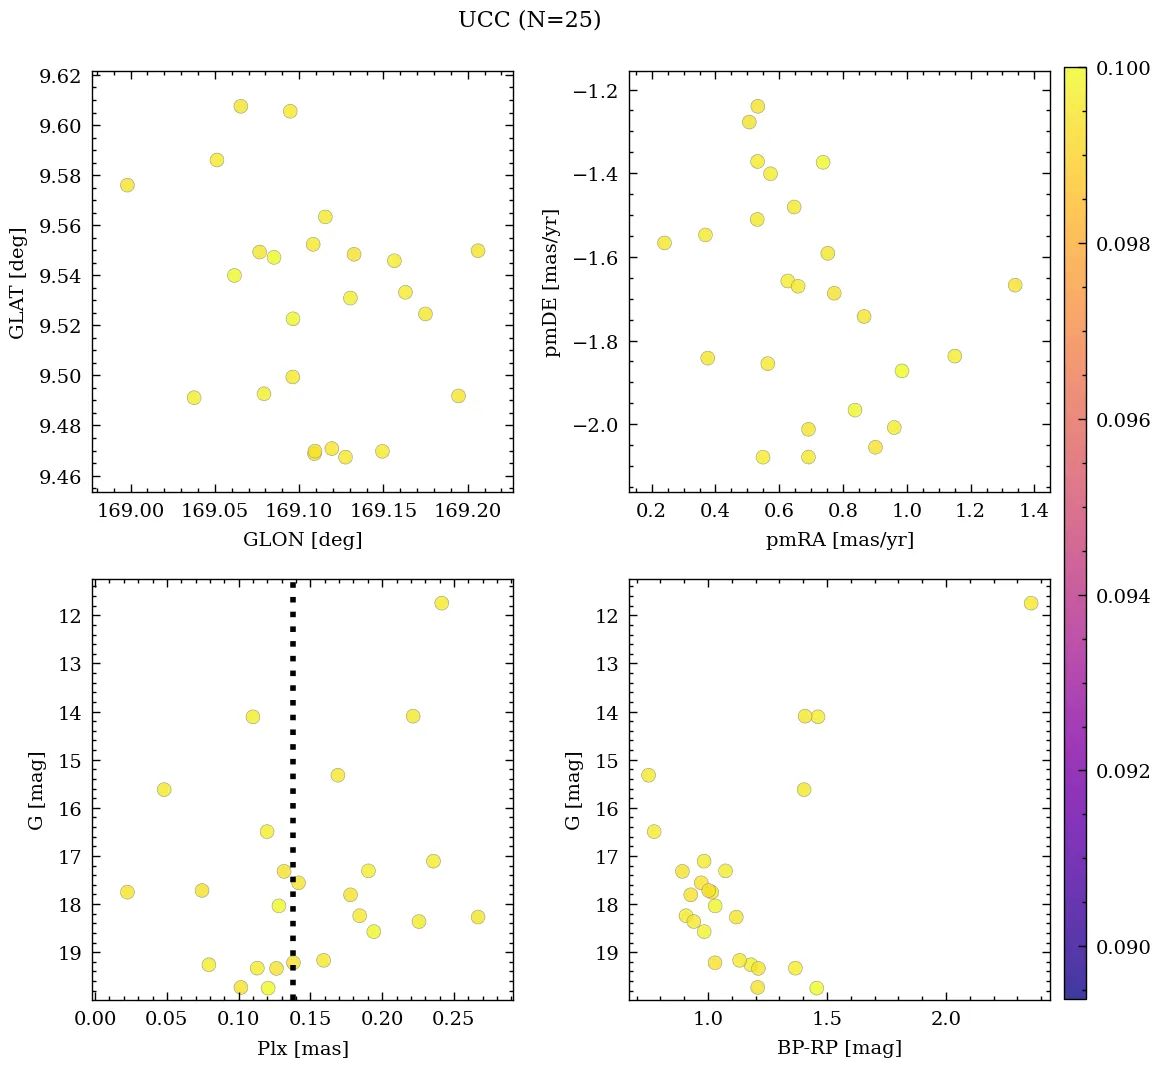 UCC (N=25)
9.62
9.60
9.58
9.56
9.54
9.52
9.50
9.48
9.46
GLAT [deg]
169.00 169.05 169.10 169.15 169.20
GLON [deg]
−1.2
−1.4
−1.6
−1.8
−2.0
pmDE [mas/yr]
0.2 0.4 0.6 0.8 1.0 1.2 1.4
pmRA [mas/yr]
12
13
14
15
16
17
18
19
G [mag]
0.00 0.05 0.10 0.15 0.20 0.25
Plx [mas]
12
13
14
15
16
17
18
19
G [mag]
1.0 1.5 2.0
BP-RP [mag]
0.100
0.098
0.096
0.094
0.092
0.090